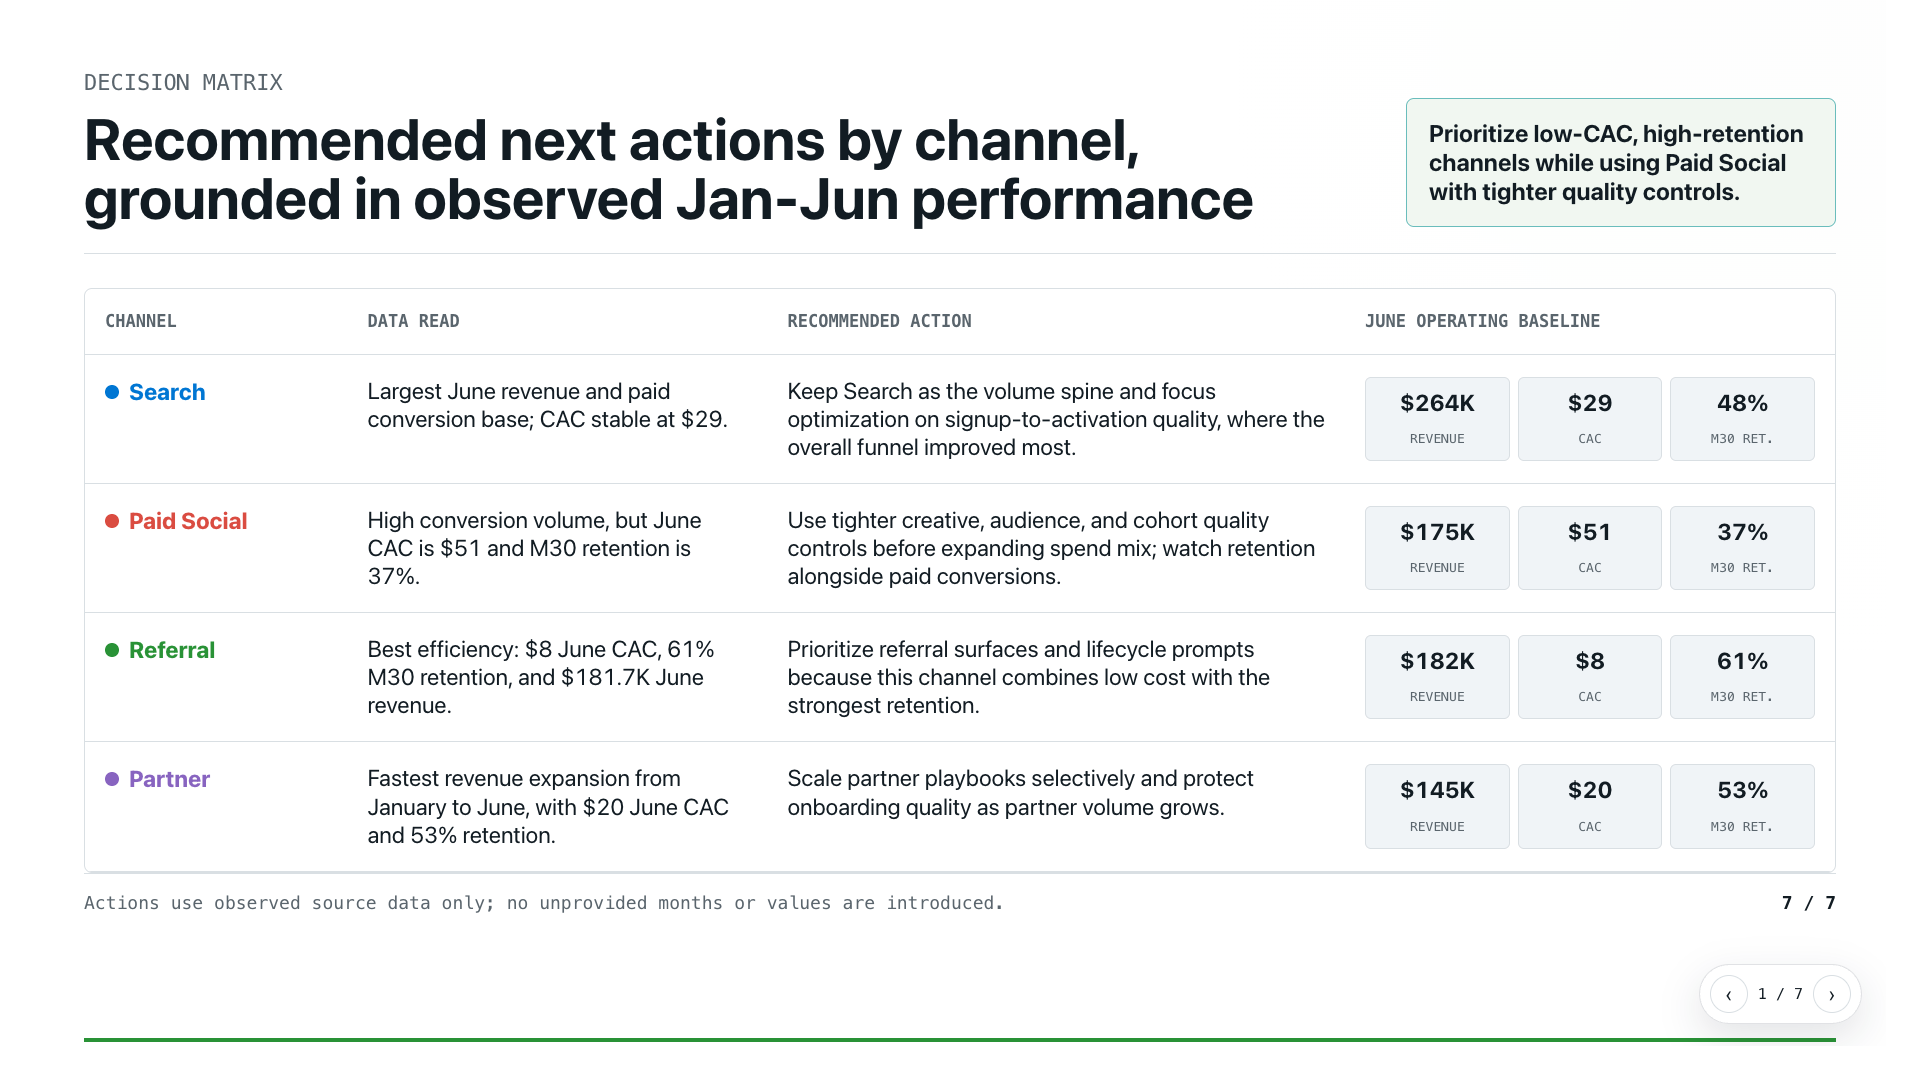 DECISION MATRIX
Recommended next actions by channel,
grounded in observed Jan-Jun performance
Prioritize low-CAC, high-retention
channels while using Paid Social
with tighter quality controls.
CHANNEL
DATA READ
RECOMMENDED ACTION
JUNE OPERATING BASELINE
Search
Largest June revenue and paid
conversion base; CAC stable at $29.
Keep Search as the volume spine and focus
optimization on signup-to-activation quality, where the
overall funnel improved most.
$264K
REVENUE
$29
CAC
48%
M30 RET.
Paid Social
High conversion volume, but June
CAC is $51 and M30 retention is
37%.
Use tighter creative, audience, and cohort quality
controls before expanding spend mix; watch retention
alongside paid conversions.
$175K
REVENUE
$51
CAC
37%
M30 RET.
Referral
Best efficiency: $8 June CAC, 61%
M30 retention, and $181.7K June
revenue.
Prioritize referral surfaces and lifecycle prompts
because this channel combines low cost with the
strongest retention.
$182K
REVENUE
$8
CAC
61%
M30 RET.
Partner
Fastest revenue expansion from
January to June, with $20 June CAC
and 53% retention.
Scale partner playbooks selectively and protect
onboarding quality as partner volume grows.
$145K
REVENUE
$20
CAC
53%
M30 RET.
Actions use observed source data only; no unprovided months or values are introduced.
7 / 7
‹ 1 / 7 ›